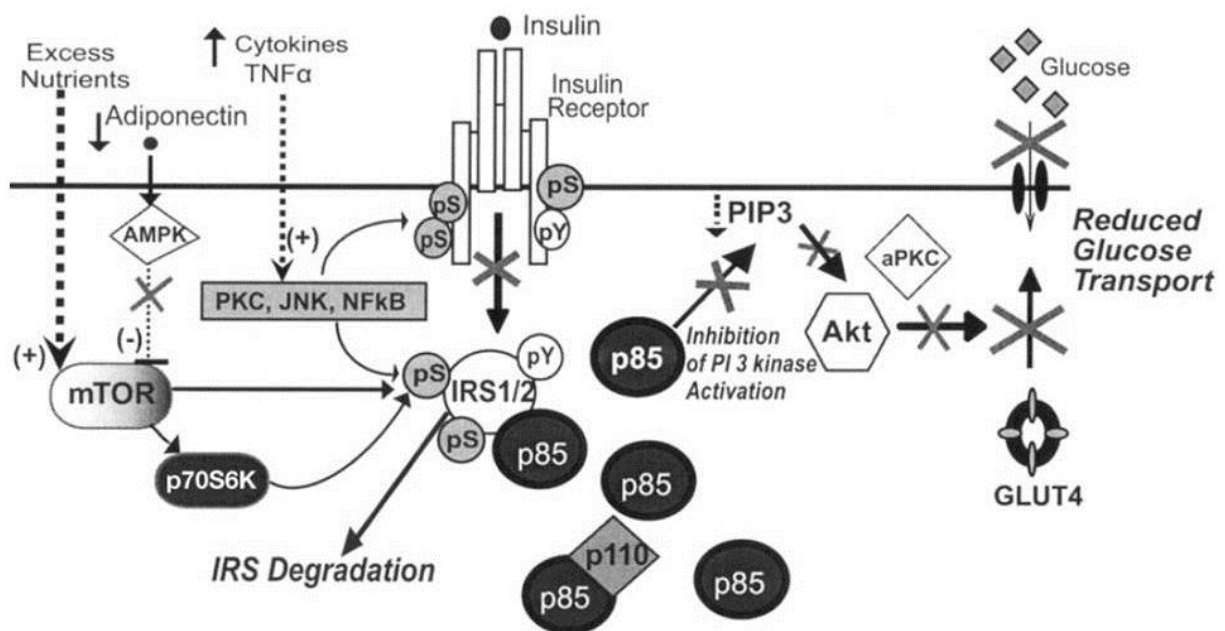 Excess
Nutrients
Cytokines
TNFα
Adiponectin
Insulin
Insulin
Receptor
Glucose
pS
pS
pS
pY
AMPK
(+)
PKC, JNK, NFkB
(-)
(+)
mTOR
p70S6K
pS
pY
IRS1/2
pS
p85
IRS Degradation
p85
p110
p85
p85
PIP3
p85
Inhibition
of PI 3 kinase
Activation
aPKC
Akt
Reduced
Glucose
Transport
GLUT4